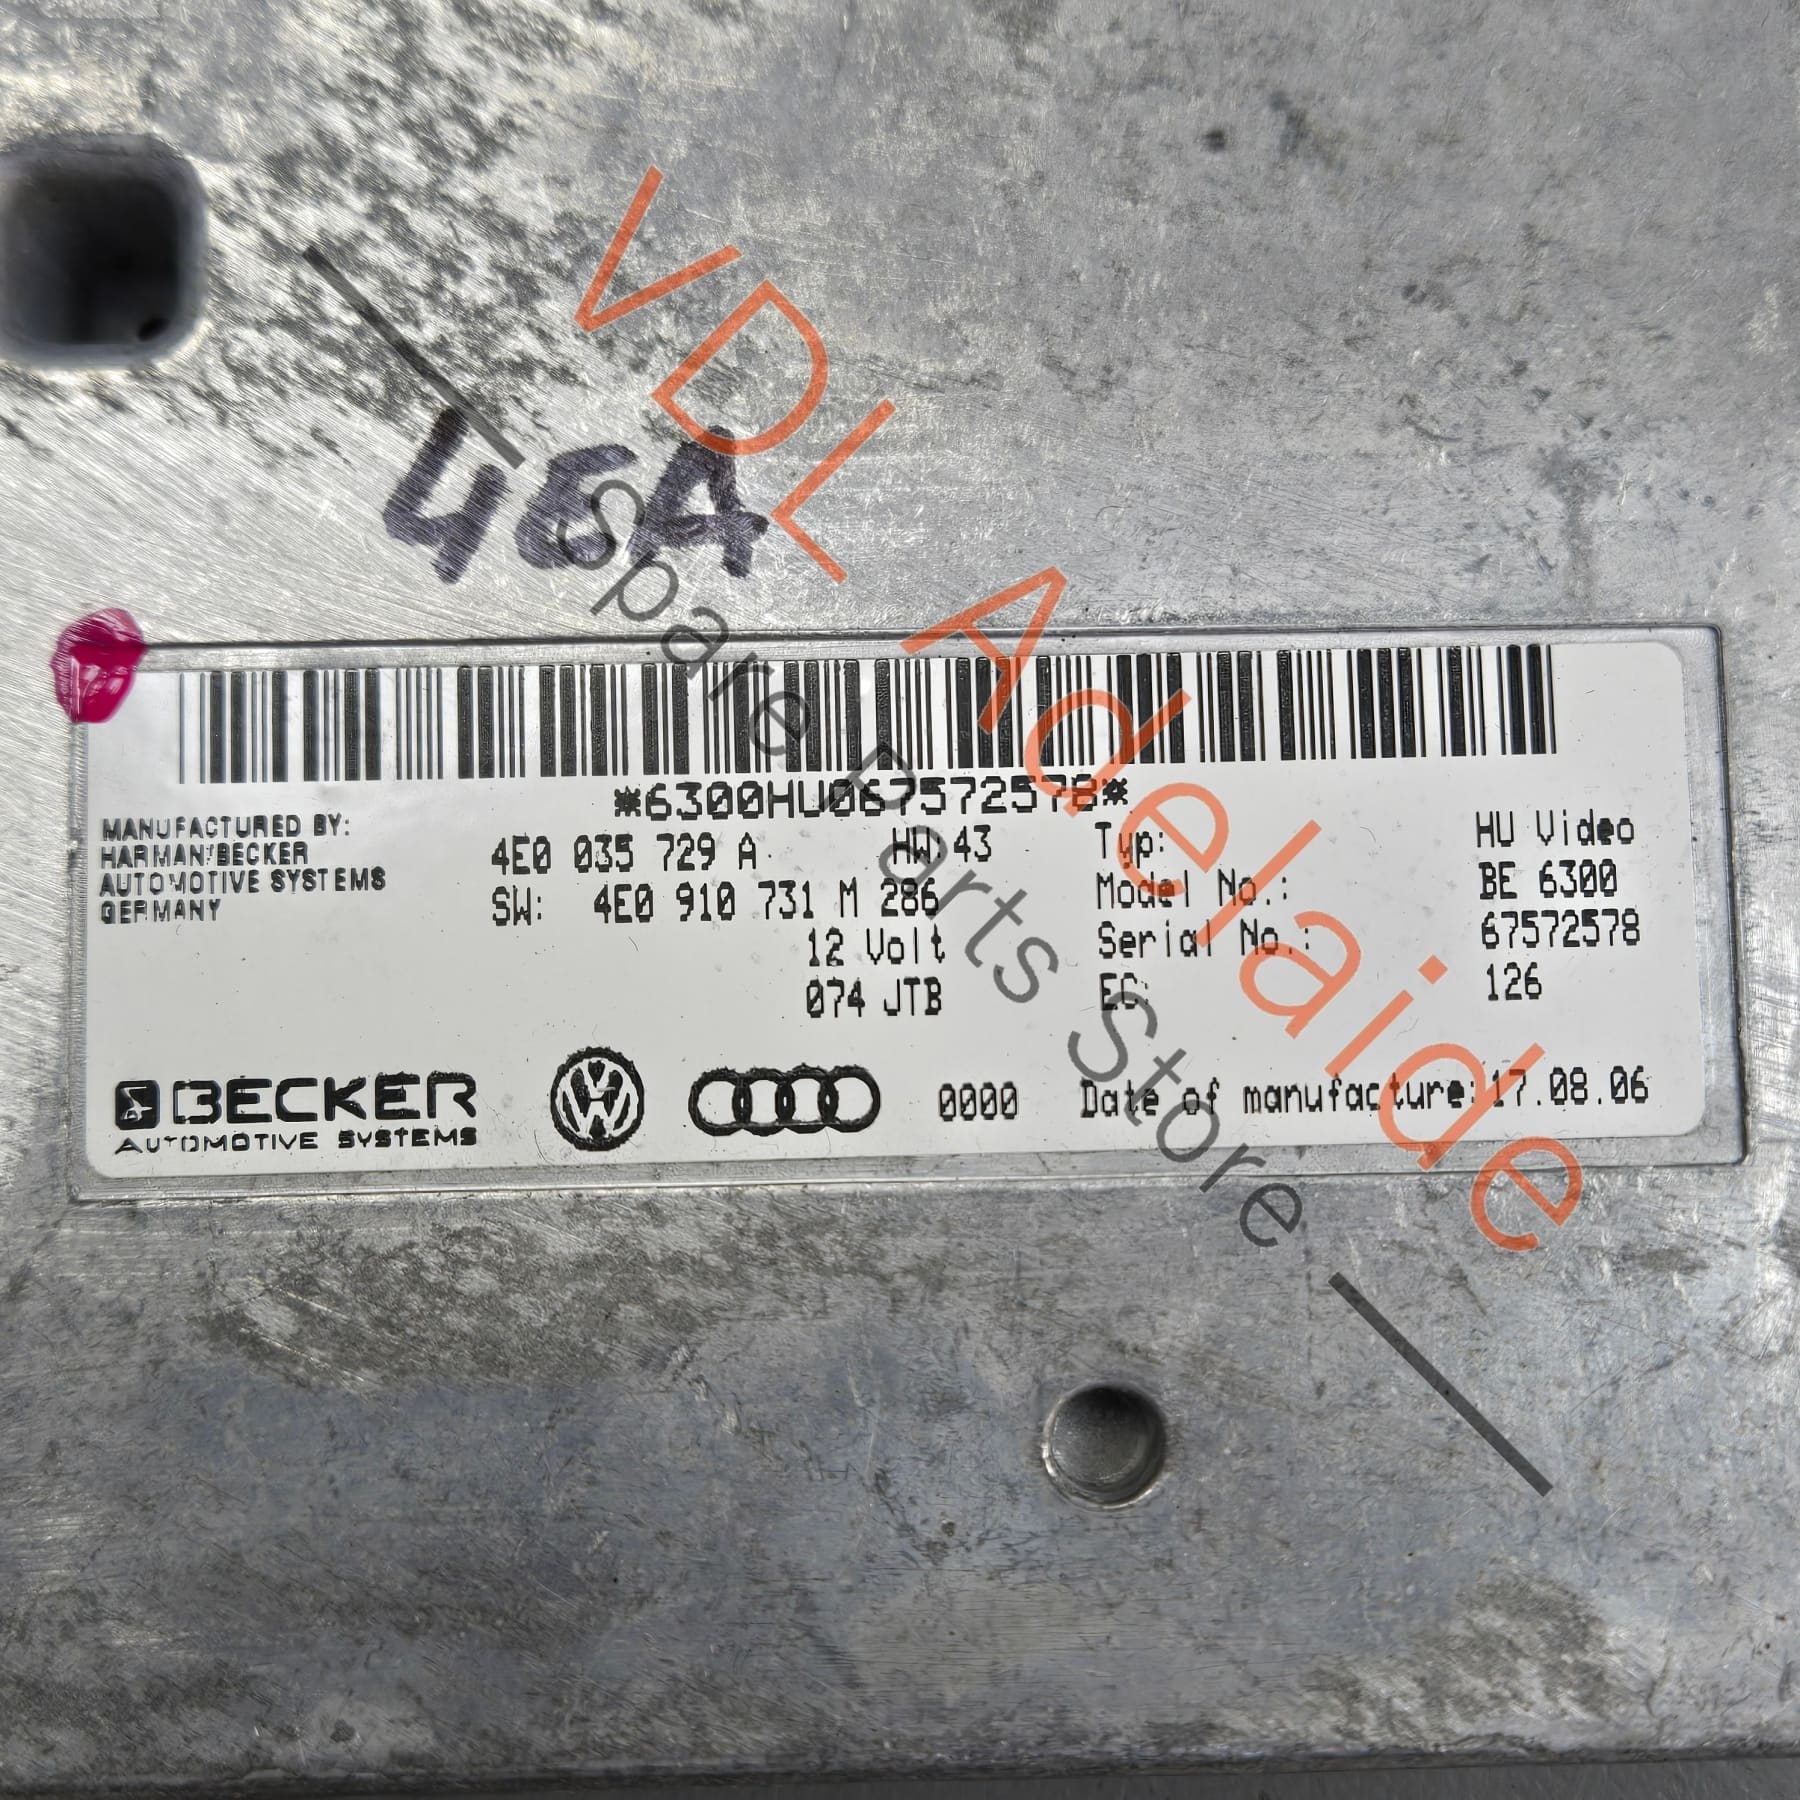 46A
*6300HU067572578*
MANUFACTURED BY:
HARMAN/BECKER
AUTOMOTIVE SYSTEMS
GERMANY
4E0 035 729 A HW:43
SW: 4E0 910 731 M 286
12 Volt
074 JTB
Typ: HU Video
Model No.: BE 6300
Serial No.: 67572578
EC: 126
BECKER
AUTOMOTIVE SYSTEMS
0000
Date of manufacture:17.08.06
VDL Adelaide
Spare Parts Store